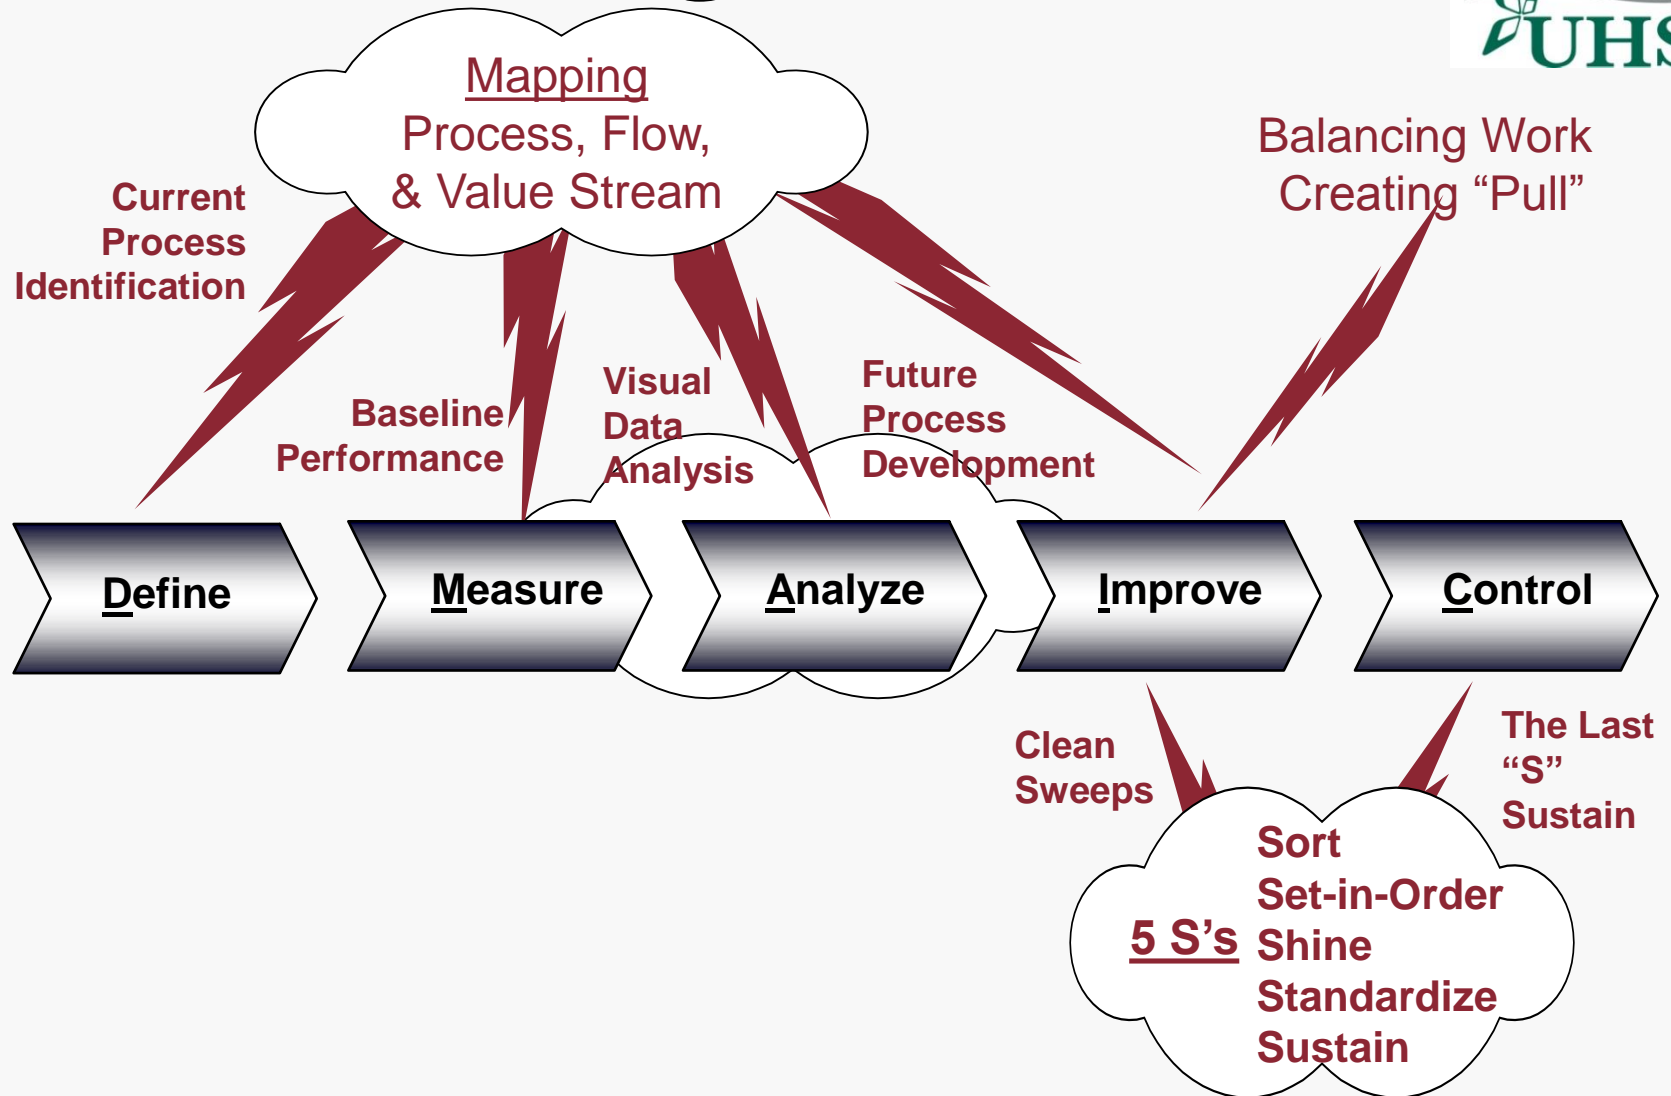 UHS
Mapping
Process, Flow,
& Value Stream
Balancing Work
Creating “Pull”
Current
Process
Identification
Baseline
Performance
Visual
Data
Analysis
Future
Process
Development
Define
Measure
Analyze
Improve
Control
Clean
Sweeps
The Last
“S”
Sustain
5 S’s
Sort
Set-in-Order
Shine
Standardize
Sustain